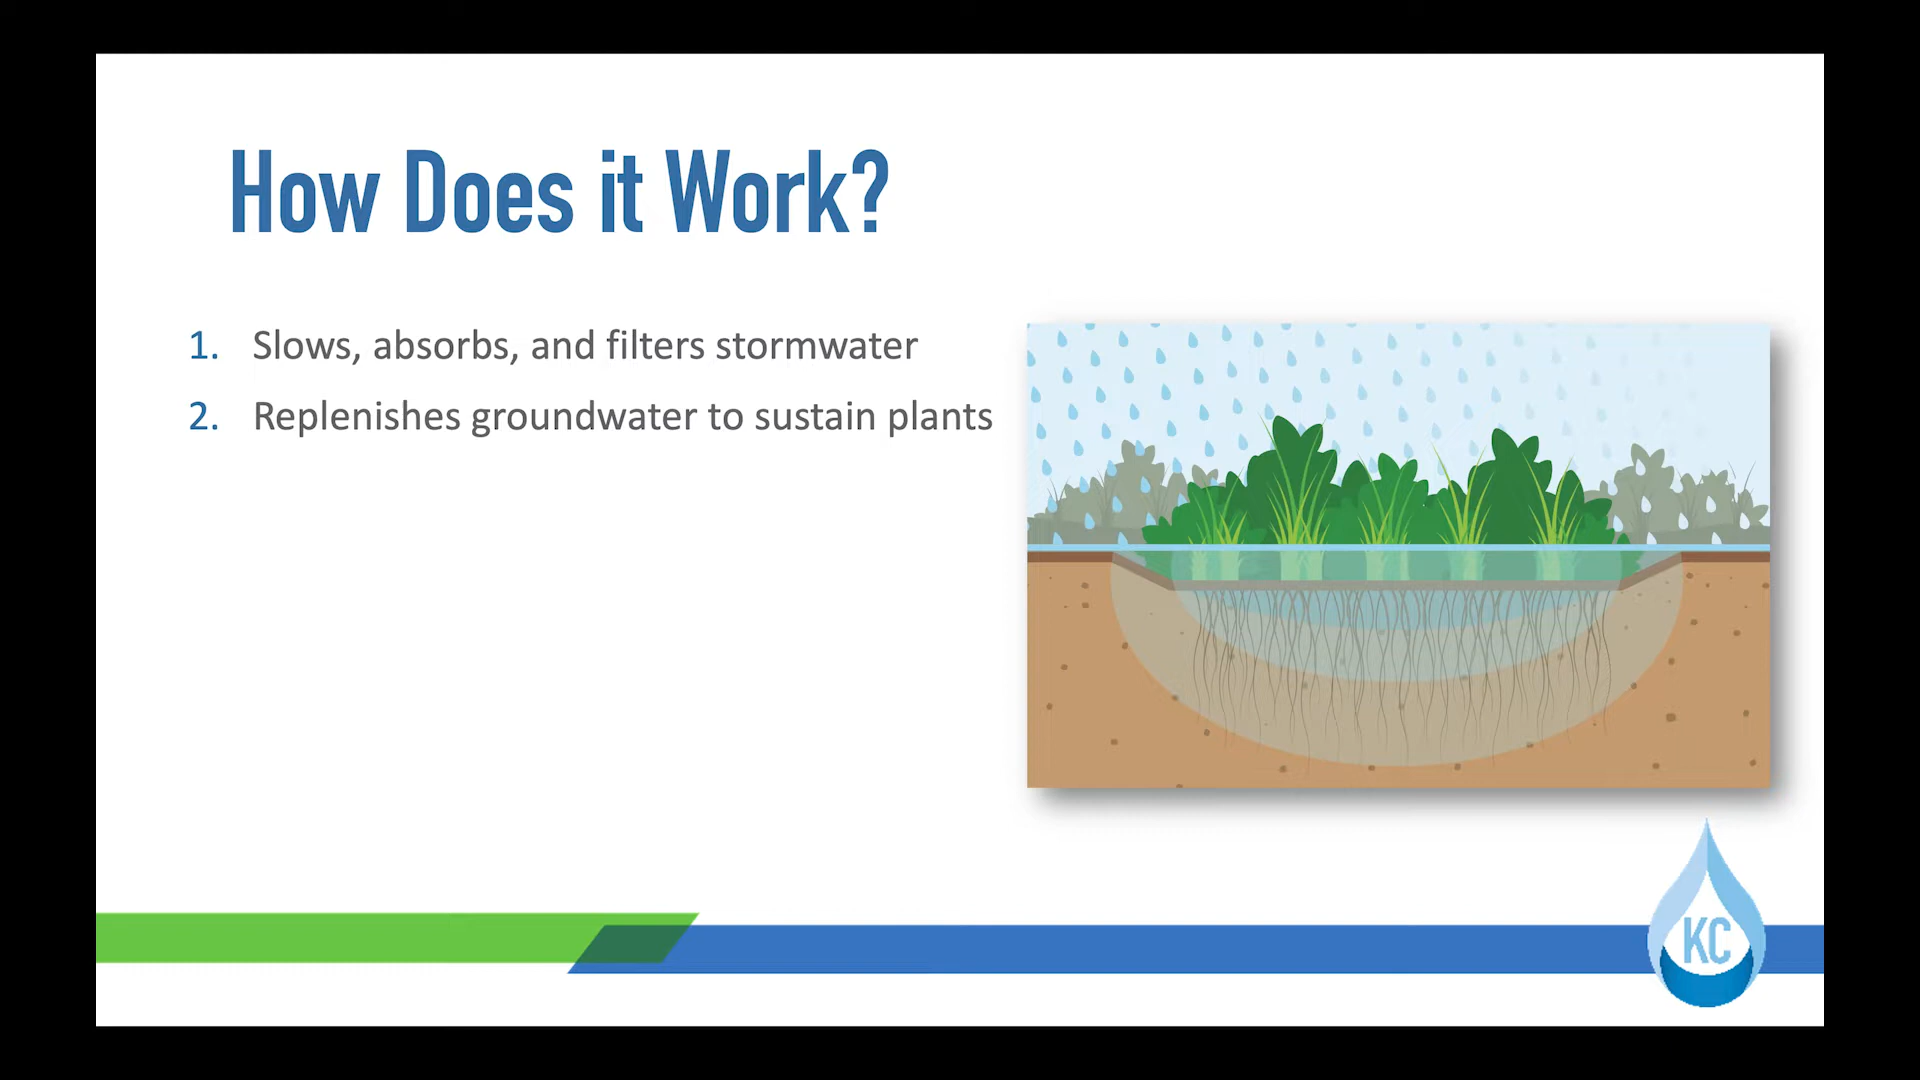 How Does it Work?
1. Slows, absorbs, and filters stormwater
2. Replenishes groundwater to sustain plants
KC